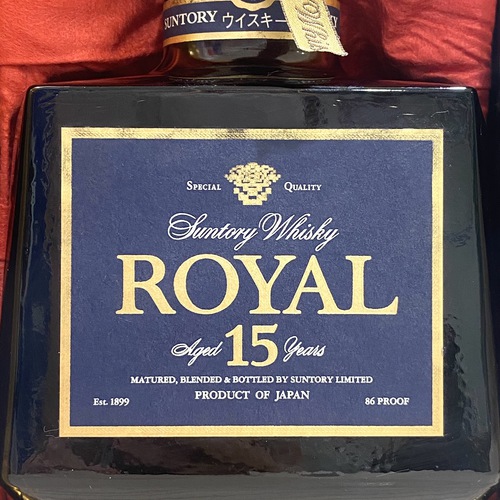 SUNTORY ウイスキー
SPECIAL QUALITY
Suntory Whisky
ROYAL
Aged 15 Years
MATURED, BLENDED & BOTTLED BY SUNTORY LIMITED
PRODUCT OF JAPAN
Est. 1899 86 PROOF